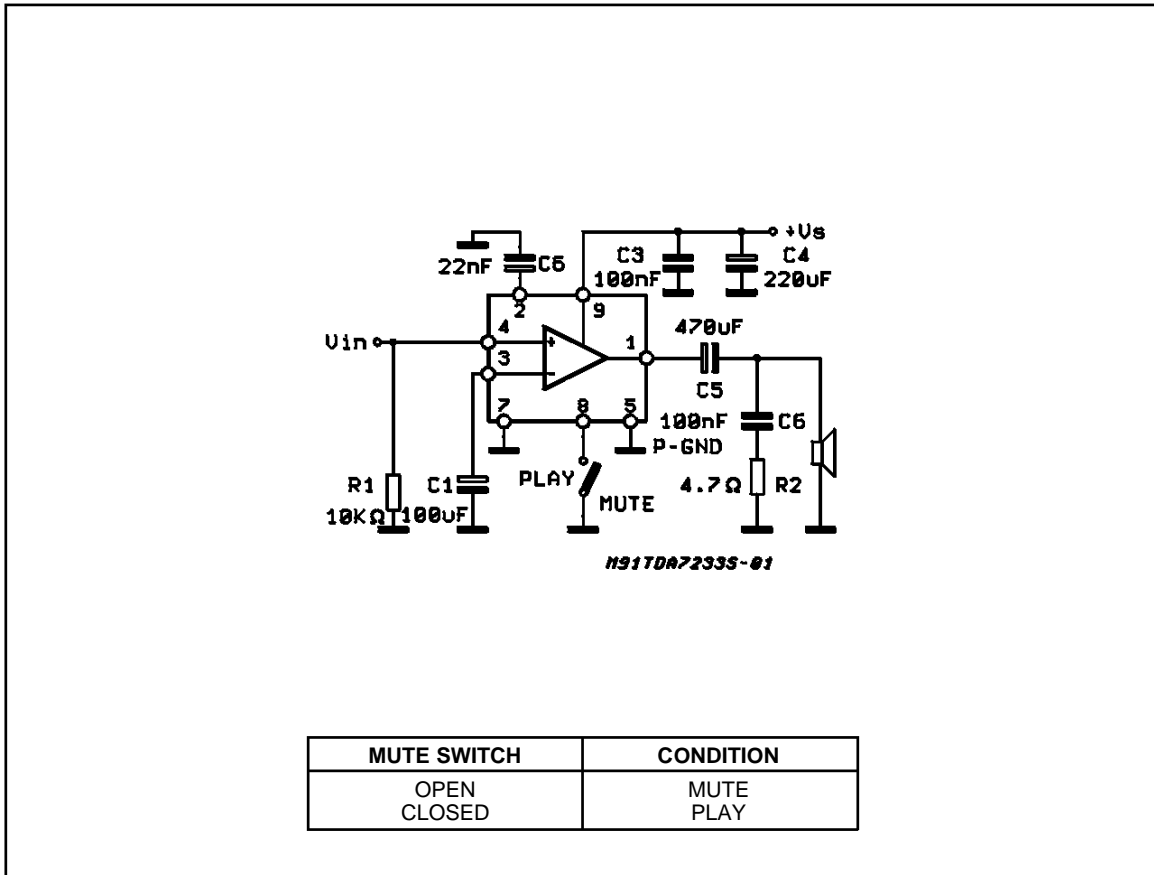 +Vs
22nF
C6
C3
100nF
C4
220uF
2
9
470uF
Vin
4
+
1
3
-
C5
7
8
5
100nF
C6
P-GND
PLAY
MUTE
4.7Ω
R2
R1
10KΩ
C1
100uF
M91TDA7233S-01
MUTE SWITCH CONDITION
OPEN MUTE
CLOSED PLAY